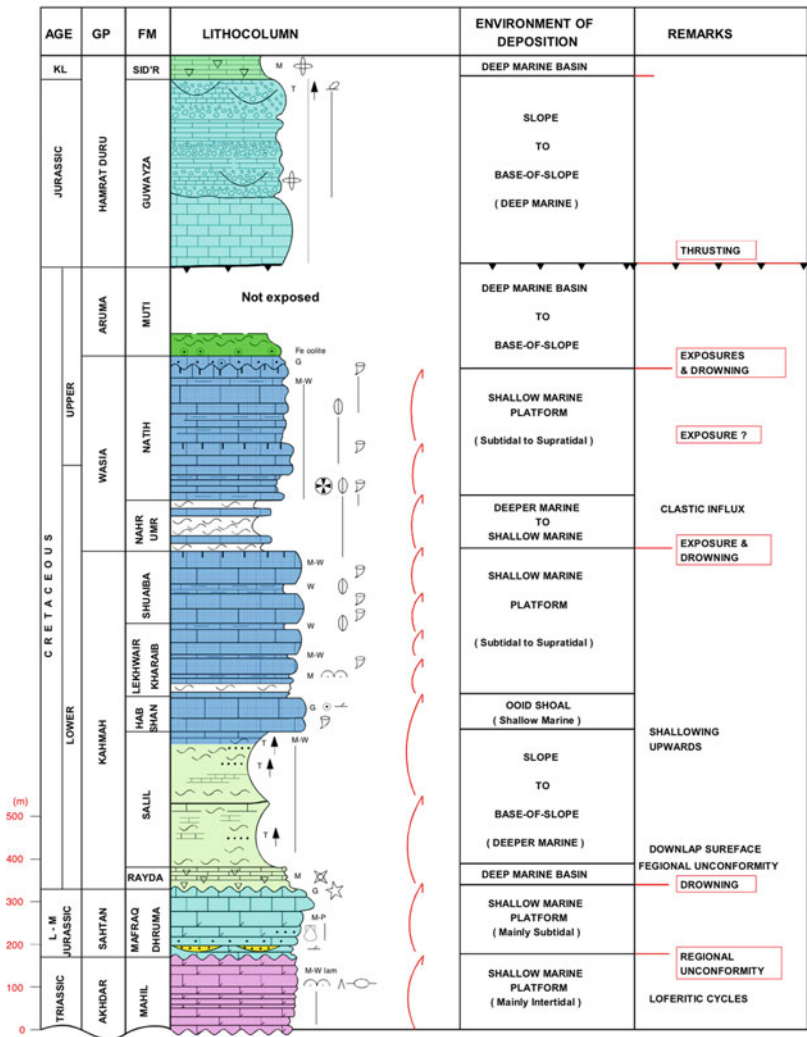 AGE GP FM LITHOCOLUMN ENVIRONMENT OF DEPOSITION REMARKS
KL SID'R M DEEP MARINE BASIN
JURASSIC HAMRAT DURU GUWAYZA T
SLOPE
TO
BASE-OF-SLOPE
( DEEP MARINE )
THRUSTING
CRETACEOUS
UPPER
ARUMA MUTI
Not exposed
DEEP MARINE BASIN
TO
BASE-OF-SLOPE
Fe oolite
G
EXPOSURES
& DROWNING
WASIA NATIH
M-W
SHALLOW MARINE
PLATFORM
(Subtidal to Supratidal )
EXPOSURE ?
NAHR
UMR
DEEPER MARINE
TO
SHALLOW MARINE
CLASTIC INFLUX
EXPOSURE &
DROWNING
LOWER
KAHMAH
SHUAIBA
M-W
W
W
SHALLOW MARINE
PLATFORM
(Subtidal to Supratidal )
LEKHWAIR
KHARAIB
M-W
M
HAB
SHAN
G
OOID SHOAL
( Shallow Marine )
SHALLOWING
UPWARDS
SALIL
T M-W
T
T
SLOPE
TO
BASE-OF-SLOPE
( DEEPER MARINE )
(m)
500
400
300
200
100
0
DOWNLAP SUREFACE
FEGIONAL UNCONFORMITY
RAYDA M DEEP MARINE BASIN
DROWNING
L - M
JURASSIC
SAHTAN
MAFRAQ
DHRUMA
G
M-P
SHALLOW MARINE
PLATFORM
(Mainly Subtidal )
REGIONAL
UNCONFORMITY
TRIASSIC AKHDAR MAHIL
M-W lam
SHALLOW MARINE
PLATFORM
( Mainly Intertidal )
LOFERITIC CYCLES